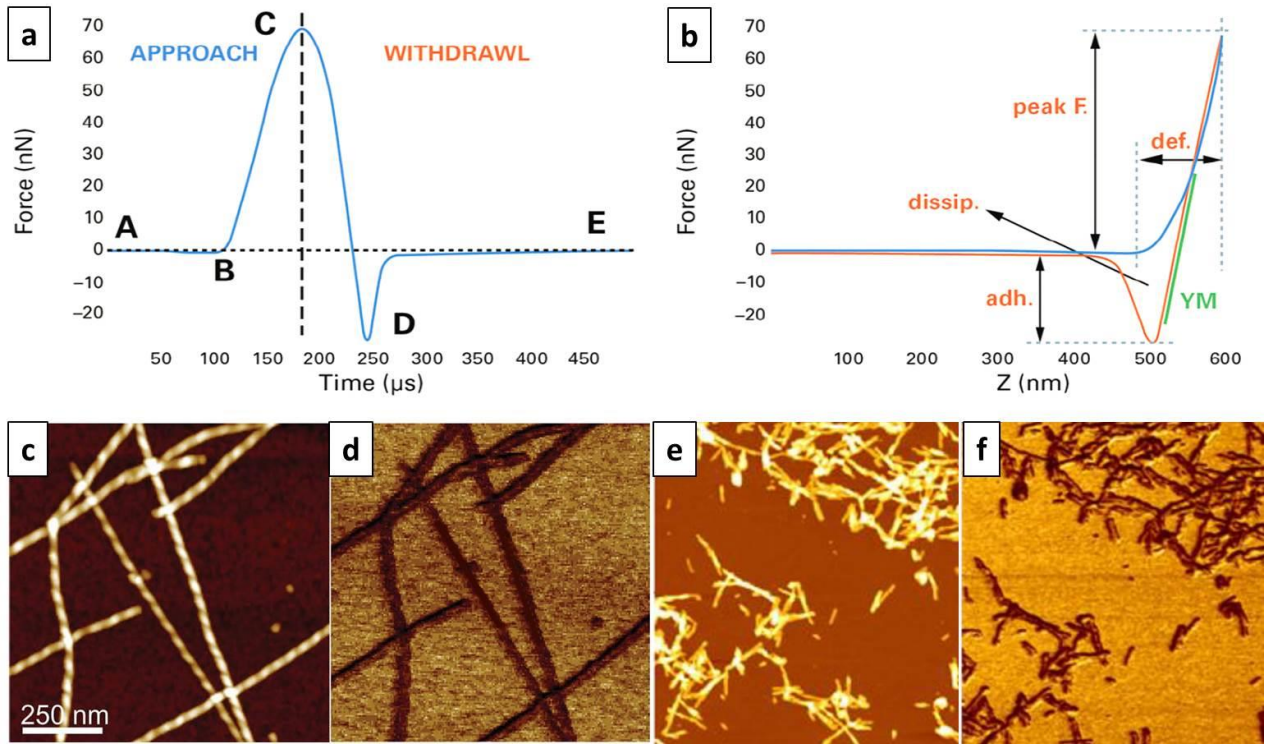 a
APPROACH
WITHDRAWL
Force (nN)
70
60
50
40
30
20
10
0
−10
−20
A
B
C
D
E
50 100 150 200 250 300 350 400 450
Time (µs)
b
Force (nN)
70
60
50
40
30
20
10
0
−10
−20
peak F.
def.
dissip.
adh.
YM
100 200 300 400 500 600
Z (nm)
c
250 nm
d
e
f